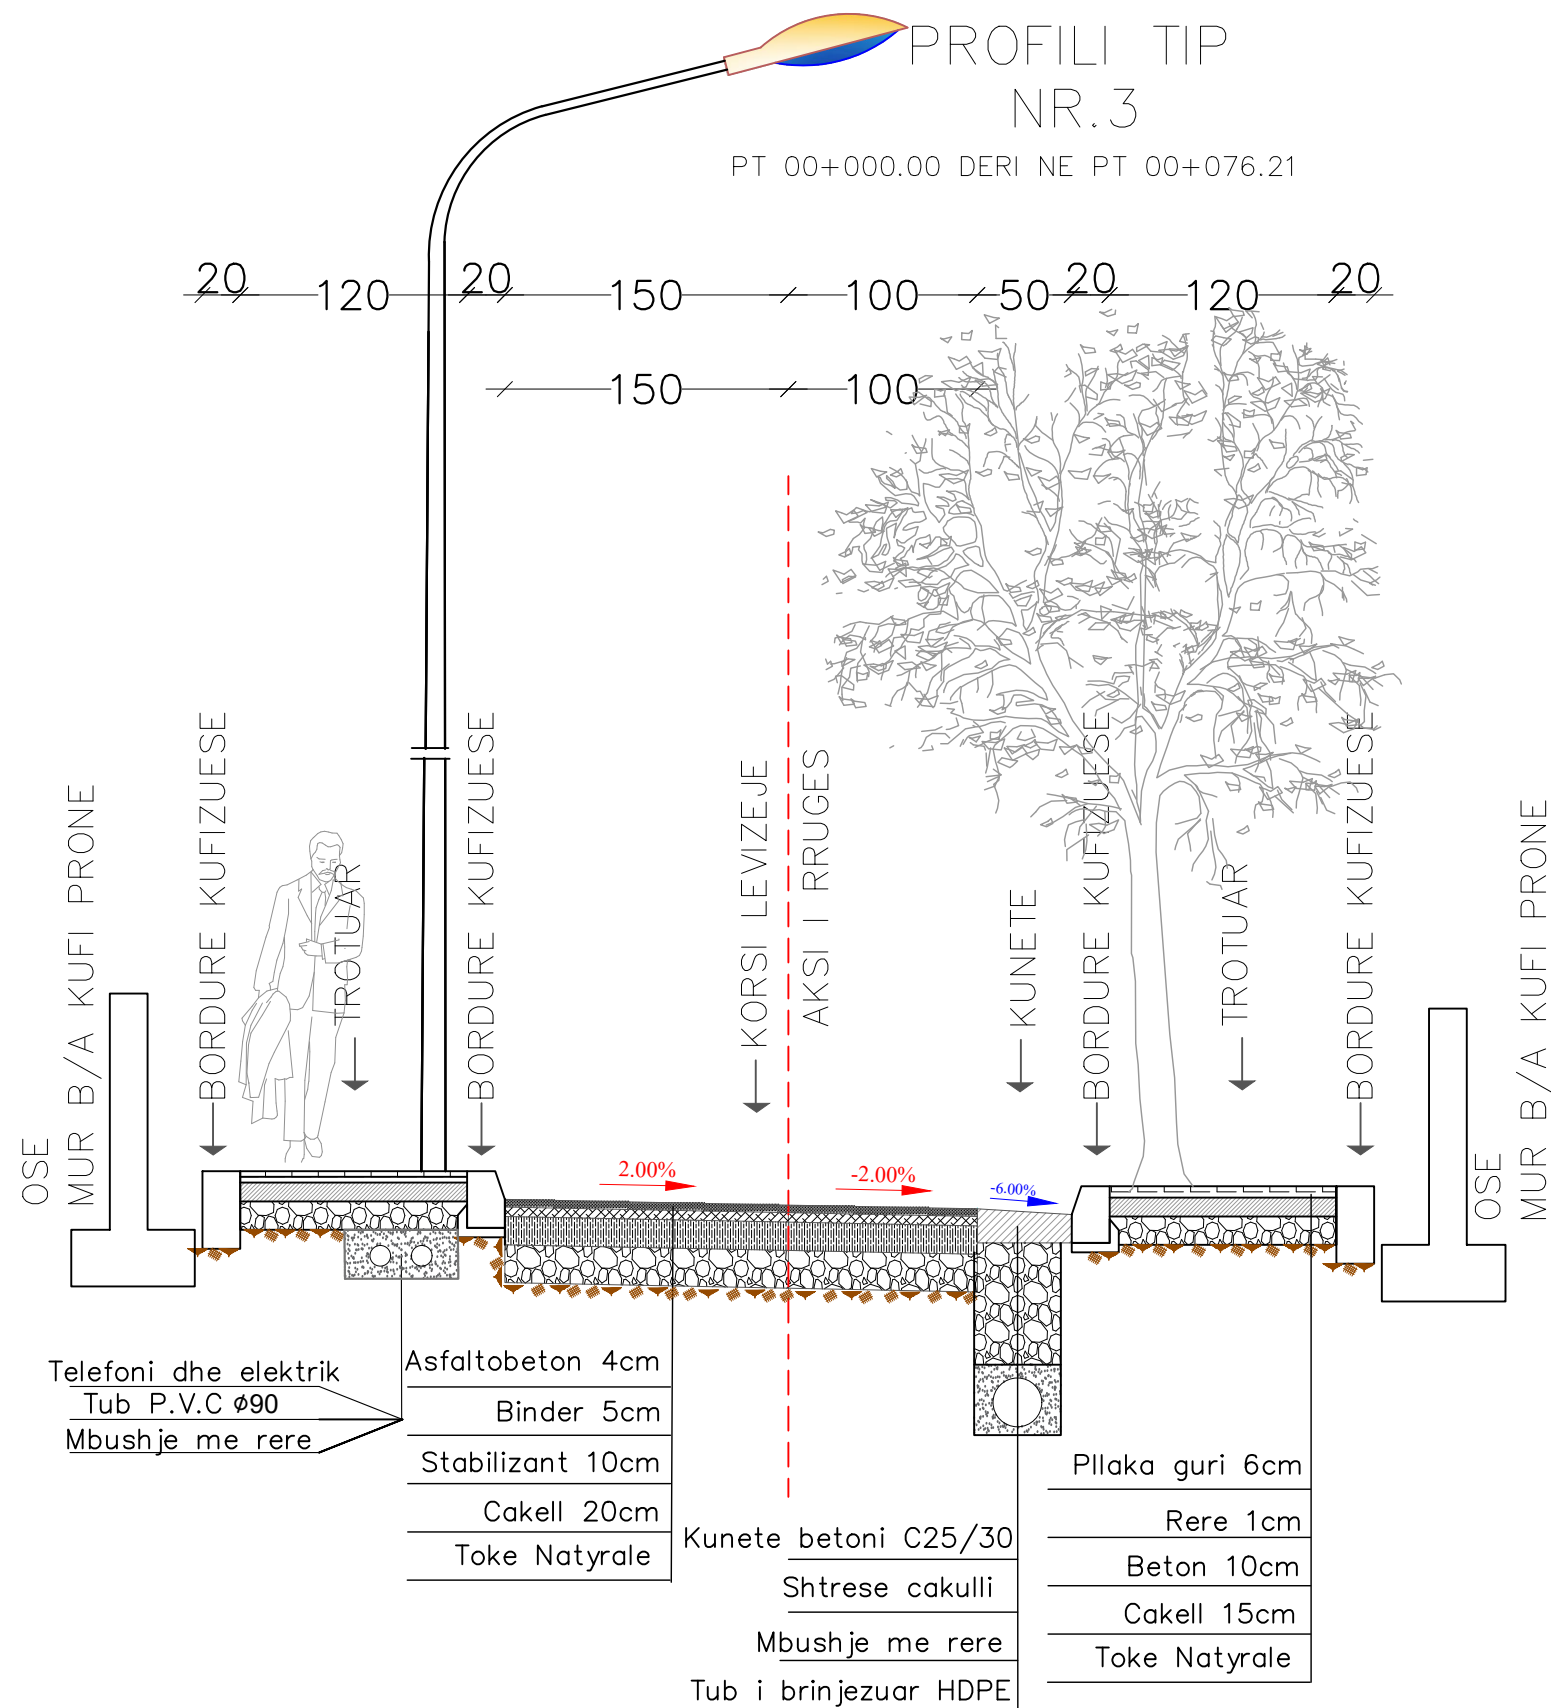 PROFILI TIP
NR.3
PT 00+000.00 DERI NE PT 00+076.21
20 120 20 150 100 50 20 120 20
150 100
OSE
MUR B/A KUFI PRONE
BORDURE KUFIZUESE
TROTUAR
BORDURE KUFIZUESE
KORSI LEVIZEJE
AKSI I RRUGES
KUNETE
BORDURE KUFIZUESE
TROTUAR
BORDURE KUFIZUESE
OSE
MUR B/A KUFI PRONE
2.00%
-2.00%
-6.00%
Telefoni dhe elektrik
Tub P.V.C ø90
Mbushje me rere
Asfaltobeton 4cm
Binder 5cm
Stabilizant 10cm
Cakell 20cm
Toke Natyrale
Kunete betoni C25/30
Shtrese cakulli
Mbushje me rere
Tub i brinjezuar HDPE
Pllaka guri 6cm
Rere 1cm
Beton 10cm
Cakell 15cm
Toke Natyrale